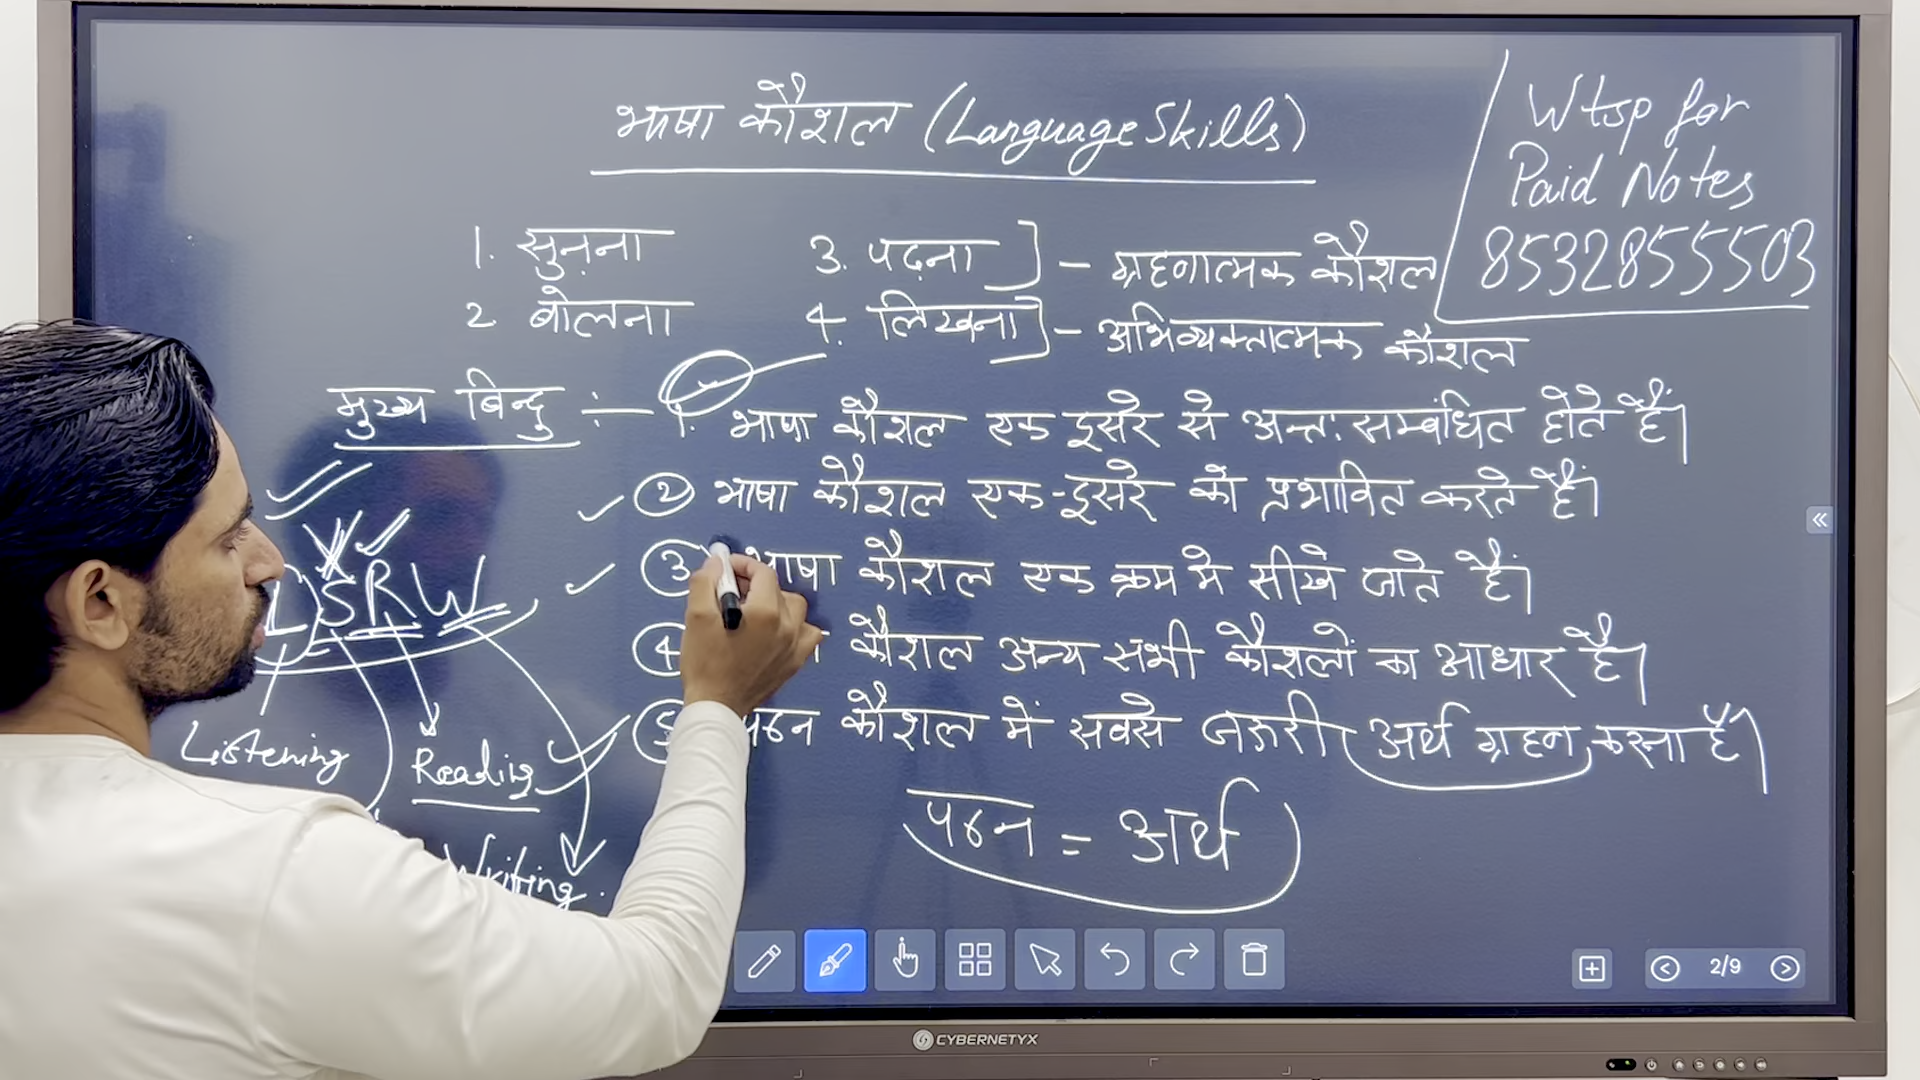 भाषा कौशल (Language Skills)
Wtsp for
Paid Notes
8532855503
1. सुनना 3. पढ़ना ] - ग्रहणात्मक कौशल
2. बोलना 4. लिखना ] - अभिव्यक्तात्मक कौशल
मुख्य बिन्दु :— 1. भाषा कौशल एक दूसरे से अन्तः सम्बंधित होते हैं।
② भाषा कौशल एक-दूसरे को प्रभावित करते हैं।
③ भाषा कौशल एक क्रम में सीखे जाते हैं।
④ कौशल अन्य सभी कौशलों का आधार है।
⑤ पठन कौशल में सबसे जरुरी अर्थ ग्रहन करना है।
LSRW
Listening
Reading
Writing
पठन = अर्थ
2/9
CYBERNETYX